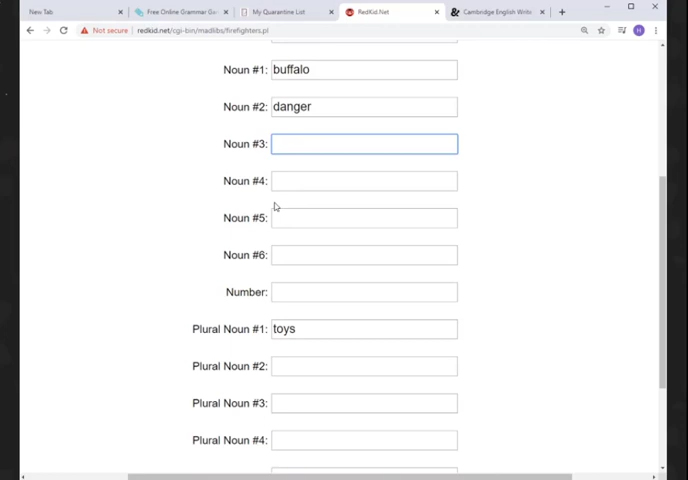 New Tab
Free Online Grammar Ga
My Quarantine List
RedKid.Net
Cambridge English Write
Not secure | redkid.net/cgi-bin/madlibs/firefighters.pl
H
Noun #1: buffalo
Noun #2: danger
Noun #3:
Noun #4:
Noun #5:
Noun #6:
Number:
Plural Noun #1: toys
Plural Noun #2:
Plural Noun #3:
Plural Noun #4: